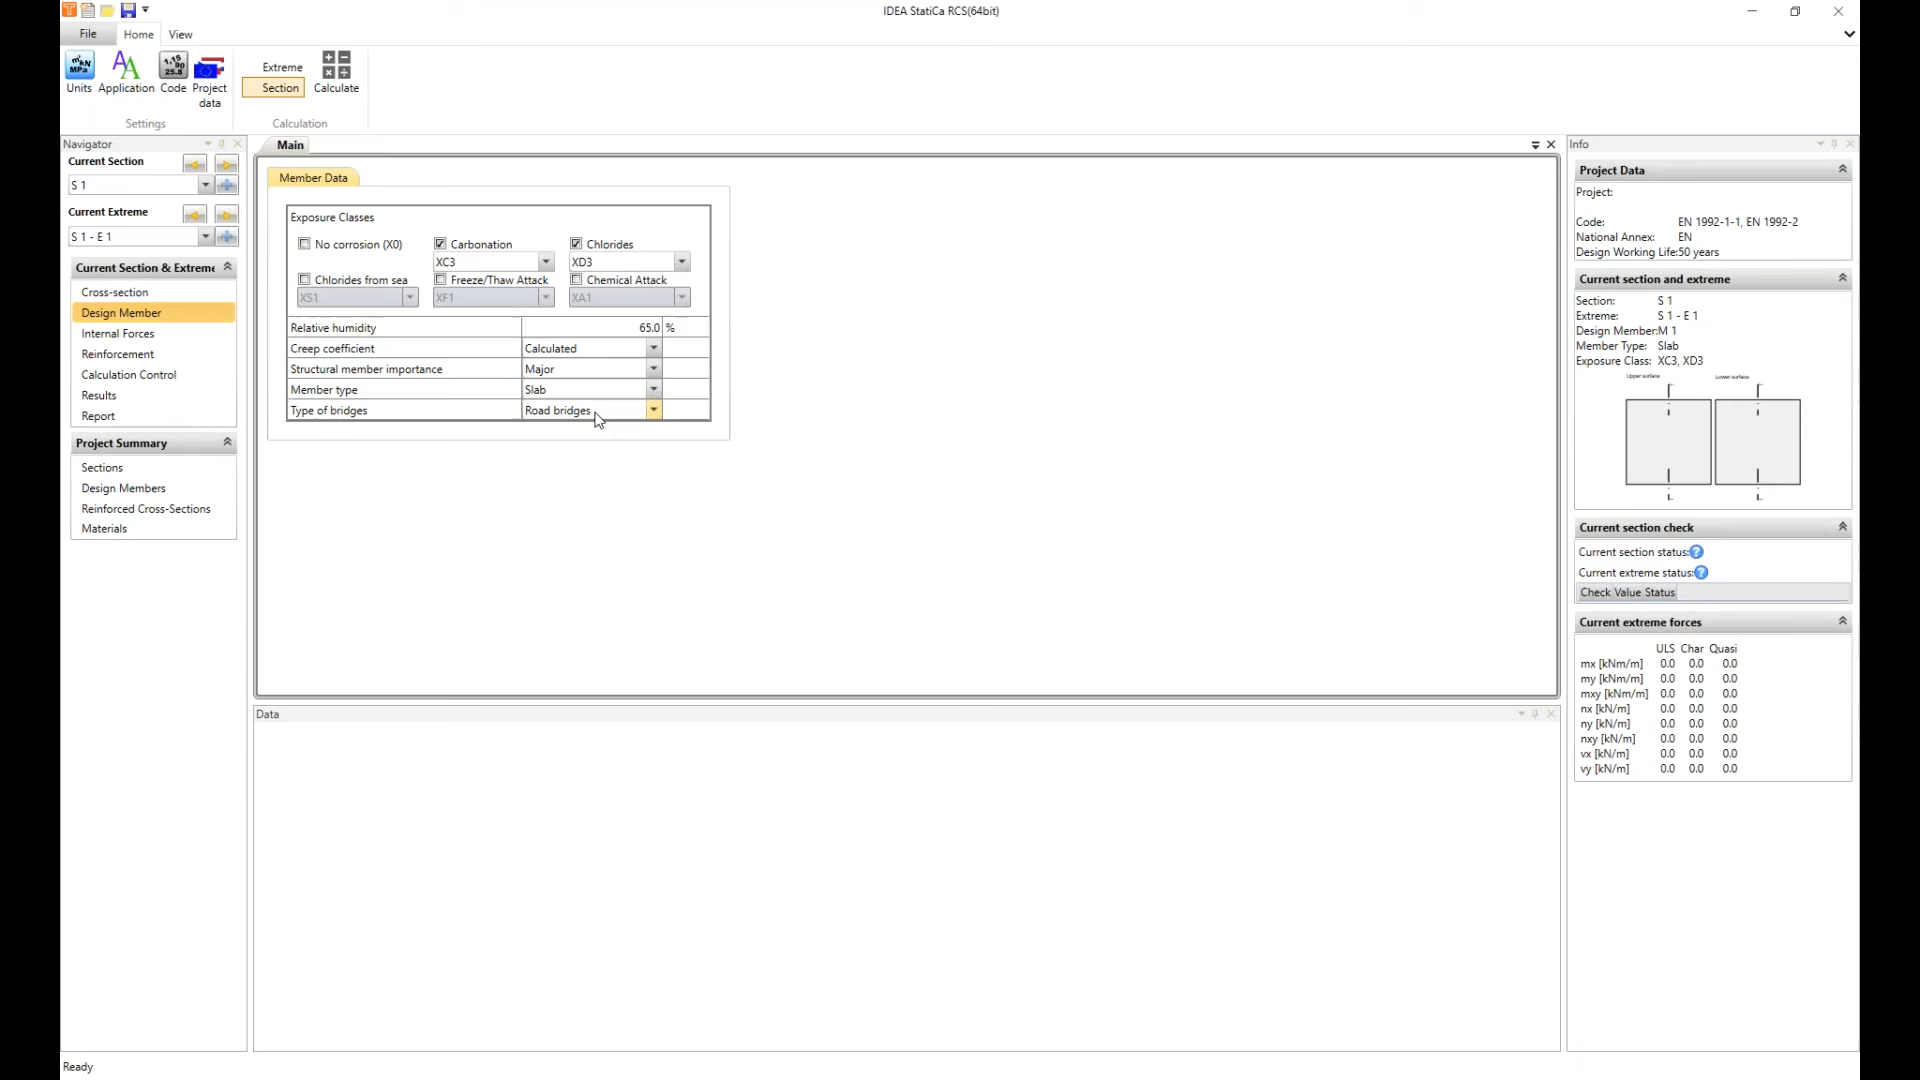 IDEA StatiCa RCS(64bit)
File Home View
m²kN MPa
1,15 90 25.8
Units Application Code Project data
Extreme
Section
Calculate
Settings
Calculation
Navigator
Current Section
S 1
Current Extreme
S 1 - E 1
Current Section & Extreme
Cross-section
Design Member
Internal Forces
Reinforcement
Calculation Control
Results
Report
Project Summary
Sections
Design Members
Reinforced Cross-Sections
Materials
Main
Member Data
Exposure Classes
No corrosion (X0) Carbonation Chlorides
XC3 XD3
Chlorides from sea Freeze/Thaw Attack Chemical Attack
XS1 XF1 XA1
Relative humidity 65.0 %
Creep coefficient Calculated
Structural member importance Major
Member type Slab
Type of bridges Road bridges
Data
Info
Project Data
Project:
Code: EN 1992-1-1, EN 1992-2
National Annex: EN
Design Working Life:50 years
Current section and extreme
Section: S 1
Extreme: S 1 - E 1
Design Member:M 1
Member Type: Slab
Exposure Class: XC3, XD3
Upper surface Lower surface
Current section check
Current section status:?
Current extreme status:?
Check Value Status
Current extreme forces
ULS Char Quasi
mx [kNm/m] 0.0 0.0 0.0
my [kNm/m] 0.0 0.0 0.0
mxy [kNm/m] 0.0 0.0 0.0
nx [kN/m] 0.0 0.0 0.0
ny [kN/m] 0.0 0.0 0.0
nxy [kN/m] 0.0 0.0 0.0
vx [kN/m] 0.0 0.0 0.0
vy [kN/m] 0.0 0.0 0.0
Ready